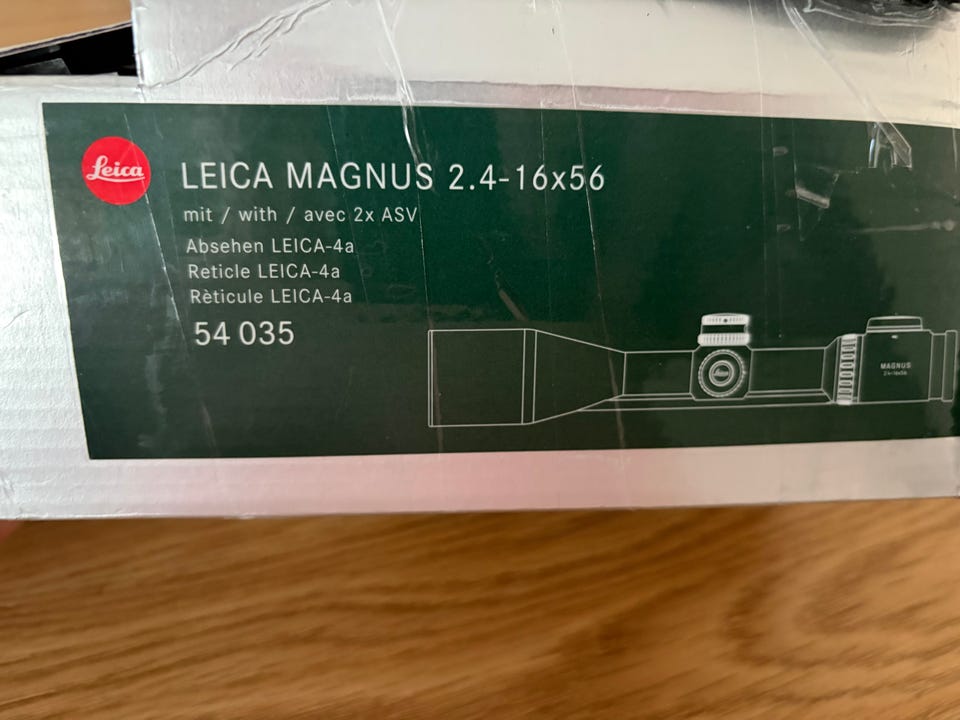 Leica
LEICA MAGNUS 2.4-16x56
mit / with / avec 2x ASV
Absehen LEICA-4a
Reticle LEICA-4a
Rèticule LEICA-4a
54 035
Leica
MAGNUS
2.4-16x56